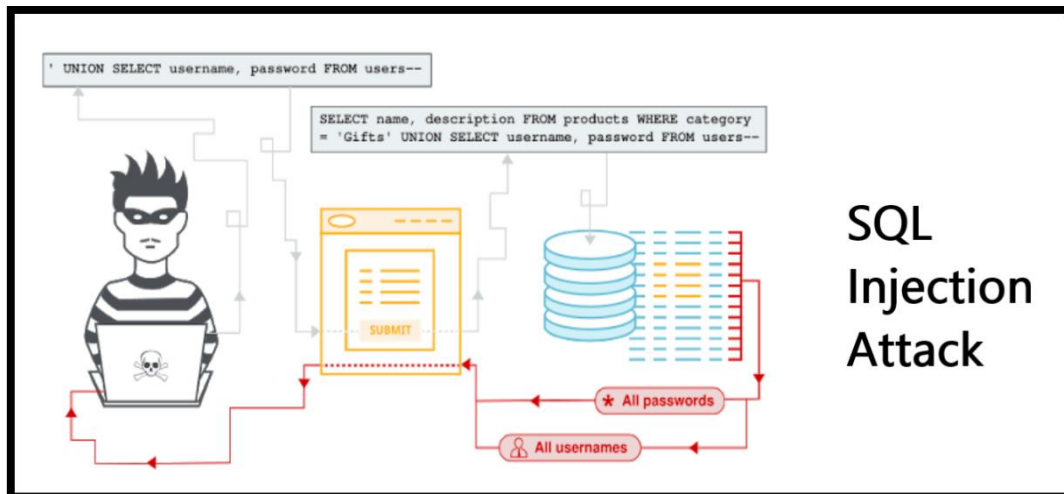 ' UNION SELECT username, password FROM users--
SELECT name, description FROM products WHERE category
= 'Gifts' UNION SELECT username, password FROM users--
SUBMIT
* All passwords
All usernames
SQL
Injection
Attack